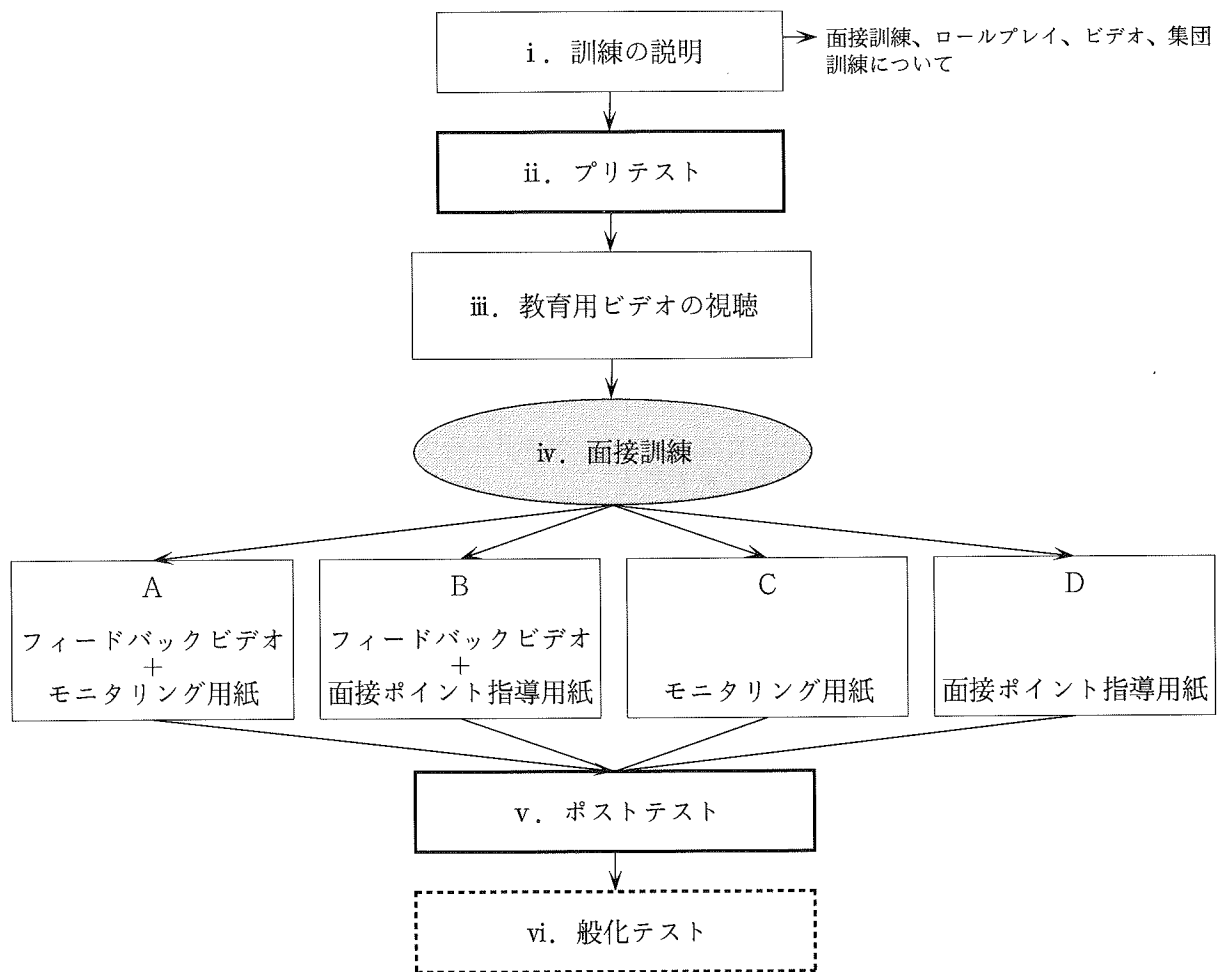 ⅰ．訓練の説明
面接訓練、ロールプレイ、ビデオ、集団
訓練について
ⅱ．プリテスト
ⅲ．教育用ビデオの視聴
ⅳ．面接訓練
A
フィードバックビデオ
＋
モニタリング用紙
B
フィードバックビデオ
＋
面接ポイント指導用紙
C
モニタリング用紙
D
面接ポイント指導用紙
ⅴ．ポストテスト
ⅵ．般化テスト